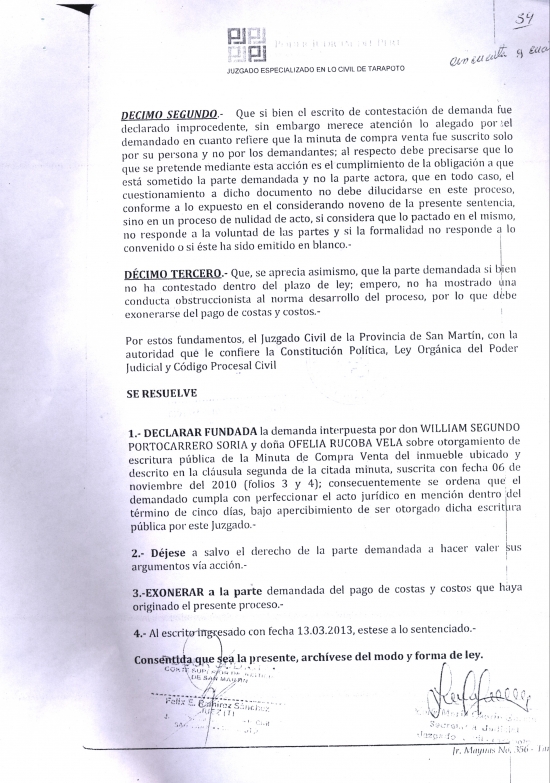 54
PODER JUDICIAL DEL PERÚ
JUZGADO ESPECIALIZADO EN LO CIVIL DE TARAPOTO
DECIMO SEGUNDO.- Que si bien el escrito de contestación de demanda fue
declarado improcedente, sin embargo merece atención lo alegado por el
demandado en cuanto refiere que la minuta de compra venta fue suscrito solo
por su persona y no por los demandantes; al respecto debe precisarse que lo
que se pretende mediante esta acción es el cumplimiento de la obligación a que
está sometido la parte demandada y no la parte actora, que en todo caso, el
cuestionamiento a dicho documento no debe dilucidarse en este proceso,
conforme a lo expuesto en el considerando noveno de la presente sentencia,
sino en un proceso de nulidad de acto, si considera que lo pactado en el mismo,
no responde a la voluntad de las partes y si la formalidad no responde a lo
convenido o si éste ha sido emitido en blanco.-
DÉCIMO TERCERO.- Que, se aprecia asimismo, que la parte demandada si bien
no ha contestado dentro del plazo de ley; empero, no ha mostrado una
conducta obstruccionista al norma desarrollo del proceso, por lo que debe
exonerarse del pago de costas y costos.-
Por estos fundamentos, el Juzgado Civil de la Provincia de San Martín, con la
autoridad que le confiere la Constitución Política, Ley Orgánica del Poder
Judicial y Código Procesal Civil
SE RESUELVE
1.- DECLARAR FUNDADA la demanda interpuesta por don WILLIAM SEGUNDO
PORTOCARRERO SORIA y doña OFELIA RUCOBA VELA sobre otorgamiento de
escritura pública de la Minuta de Compra Venta del inmueble ubicado y
descrito en la cláusula segunda de la citada minuta, suscrita con fecha 06 de
noviembre del 2010 (folios 3 y 4); consecuentemente se ordena que el
demandado cumpla con perfeccionar el acto jurídico en mención dentro del
término de cinco días, bajo apercibimiento de ser otorgado dicha escritura
pública por este Juzgado.-
2.- Déjese a salvo el derecho de la parte demandada a hacer valer sus
argumentos vía acción.-
3.-EXONERAR a la parte demandada del pago de costas y costos que haya
originado el presente proceso.-
4.- Al escrito ingresado con fecha 13.03.2013, estese a lo sentenciado.-
Consentida que sea la presente, archívese del modo y forma de ley.
CORTE SUPERIOR DE JUSTICIA
DE SAN MARTIN
Felix E. Ramirez Sánchez
Jr. Maynas No. 356 - Ta